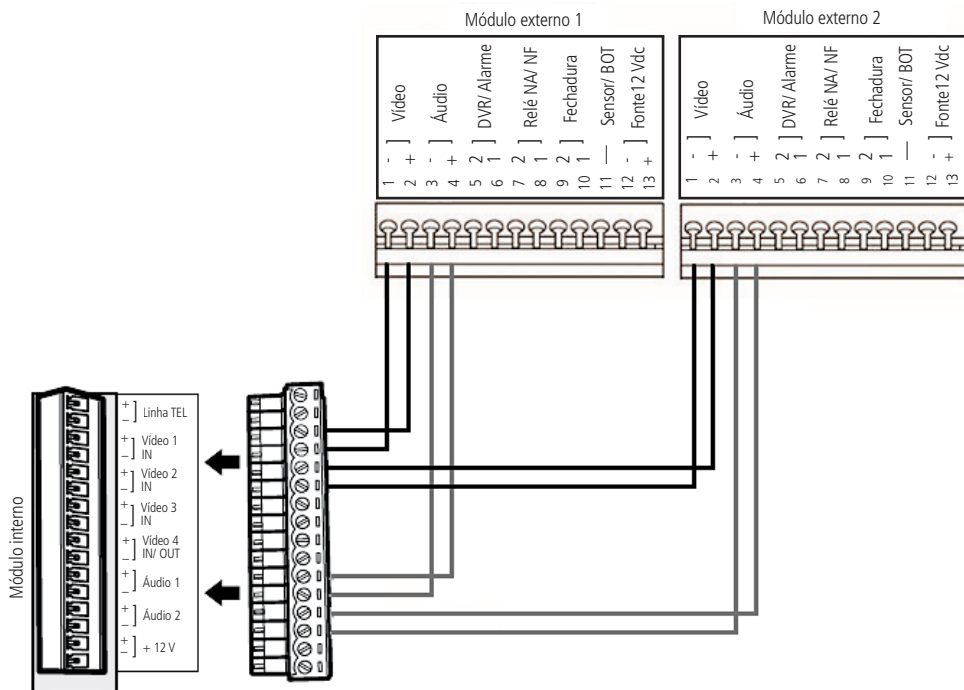 Módulo externo 1
- ] Vídeo
+
- ] Áudio
+
2 ] DVR/ Alarme
1
2 ] Relé NA/ NF
1
2 ] Fechadura
1
— Sensor/ BOT
- ] Fonte12 Vdc
+
1 2 3 4 5 6 7 8 9 10 11 12 13
Módulo externo 2
- ] Vídeo
+
- ] Áudio
+
2 ] DVR/ Alarme
1
2 ] Relé NA/ NF
1
2 ] Fechadura
1
— Sensor/ BOT
- ] Fonte12 Vdc
+
1 2 3 4 5 6 7 8 9 10 11 12 13
Módulo interno
+
– ] Linha TEL
+ ] Vídeo 1
– IN
+ ] Vídeo 2
– IN
+ ] Vídeo 3
– IN
+ ] Vídeo 4
– IN/ OUT
+
– ] Áudio 1
+
– ] Áudio 2
+
– ] + 12 V